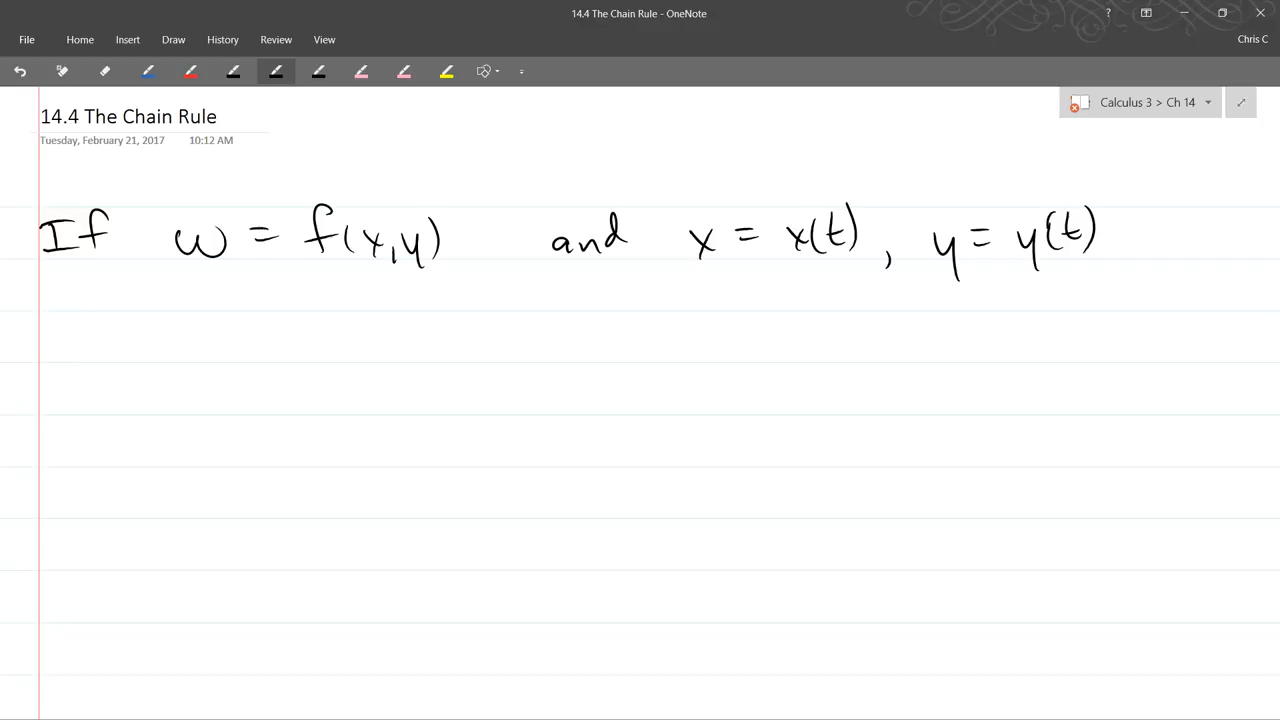 14.4 The Chain Rule - OneNote
?
File Home Insert Draw History Review View Chris C
Calculus 3 > Ch 14
14.4 The Chain Rule
Tuesday, February 21, 2017 10:12 AM
If w = f(x,y) and x = x(t), y = y(t)